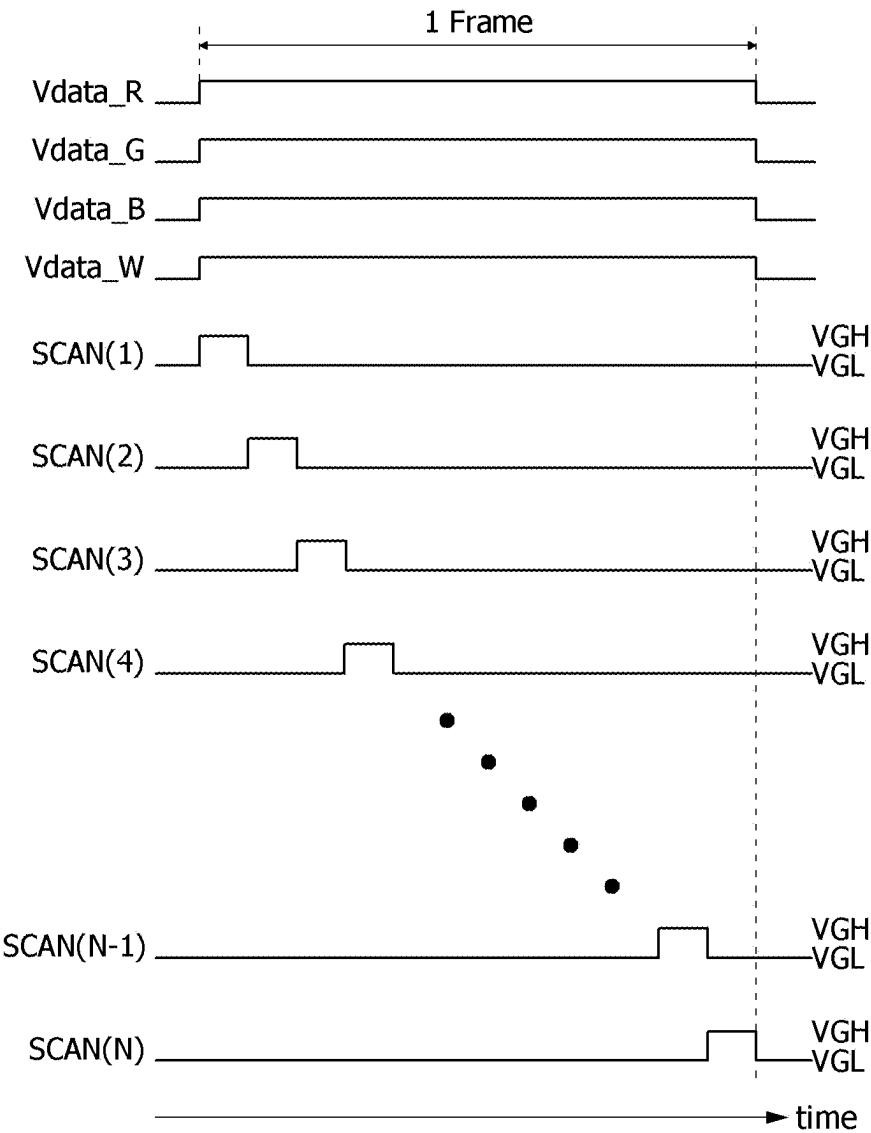 1 Frame
Vdata_R
Vdata_G
Vdata_B
Vdata_W
SCAN(1) VGH
VGL
SCAN(2) VGH
VGL
SCAN(3) VGH
VGL
SCAN(4) VGH
VGL
SCAN(N-1) VGH
VGL
SCAN(N) VGH
VGL
time